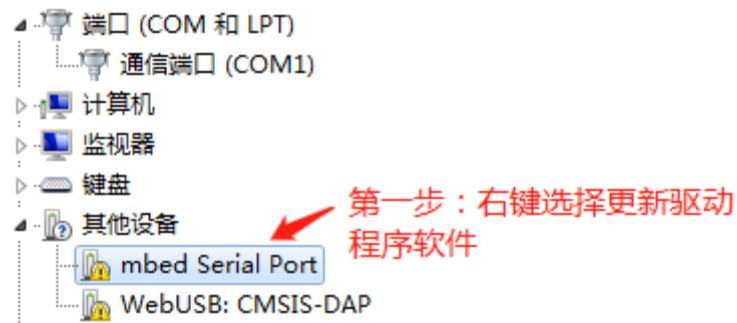 端口 (COM 和 LPT)
通信端口 (COM1)
计算机
监视器
键盘
其他设备
mbed Serial Port
WebUSB: CMSIS-DAP
第一步：右键选择更新驱动
程序软件